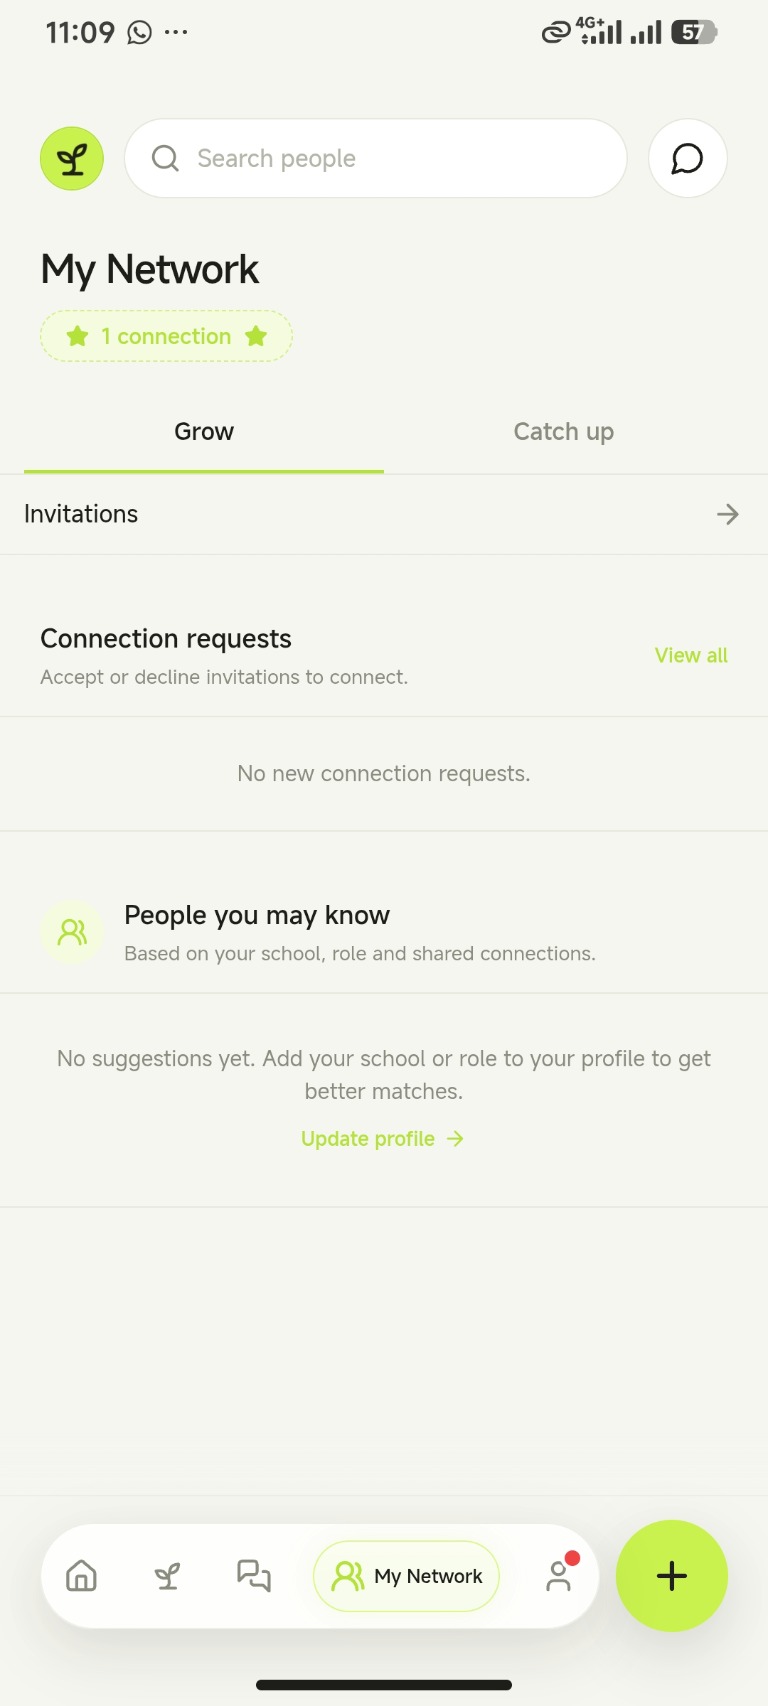 11:09
4G+
57
Search people
My Network
1 connection
Grow
Catch up
Invitations
Connection requests
Accept or decline invitations to connect.
View all
No new connection requests.
People you may know
Based on your school, role and shared connections.
No suggestions yet. Add your school or role to your profile to get
better matches.
Update profile
My Network